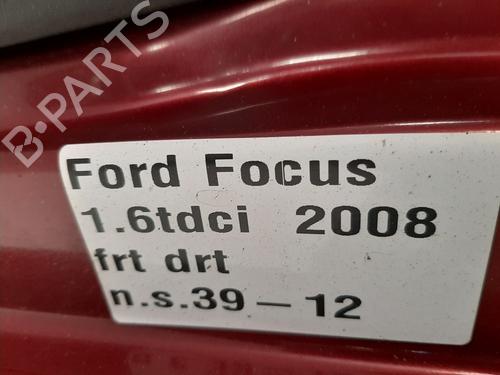 B-PARTS
Ford Focus
1.6tdci 2008
frt drt
n.s.39-12